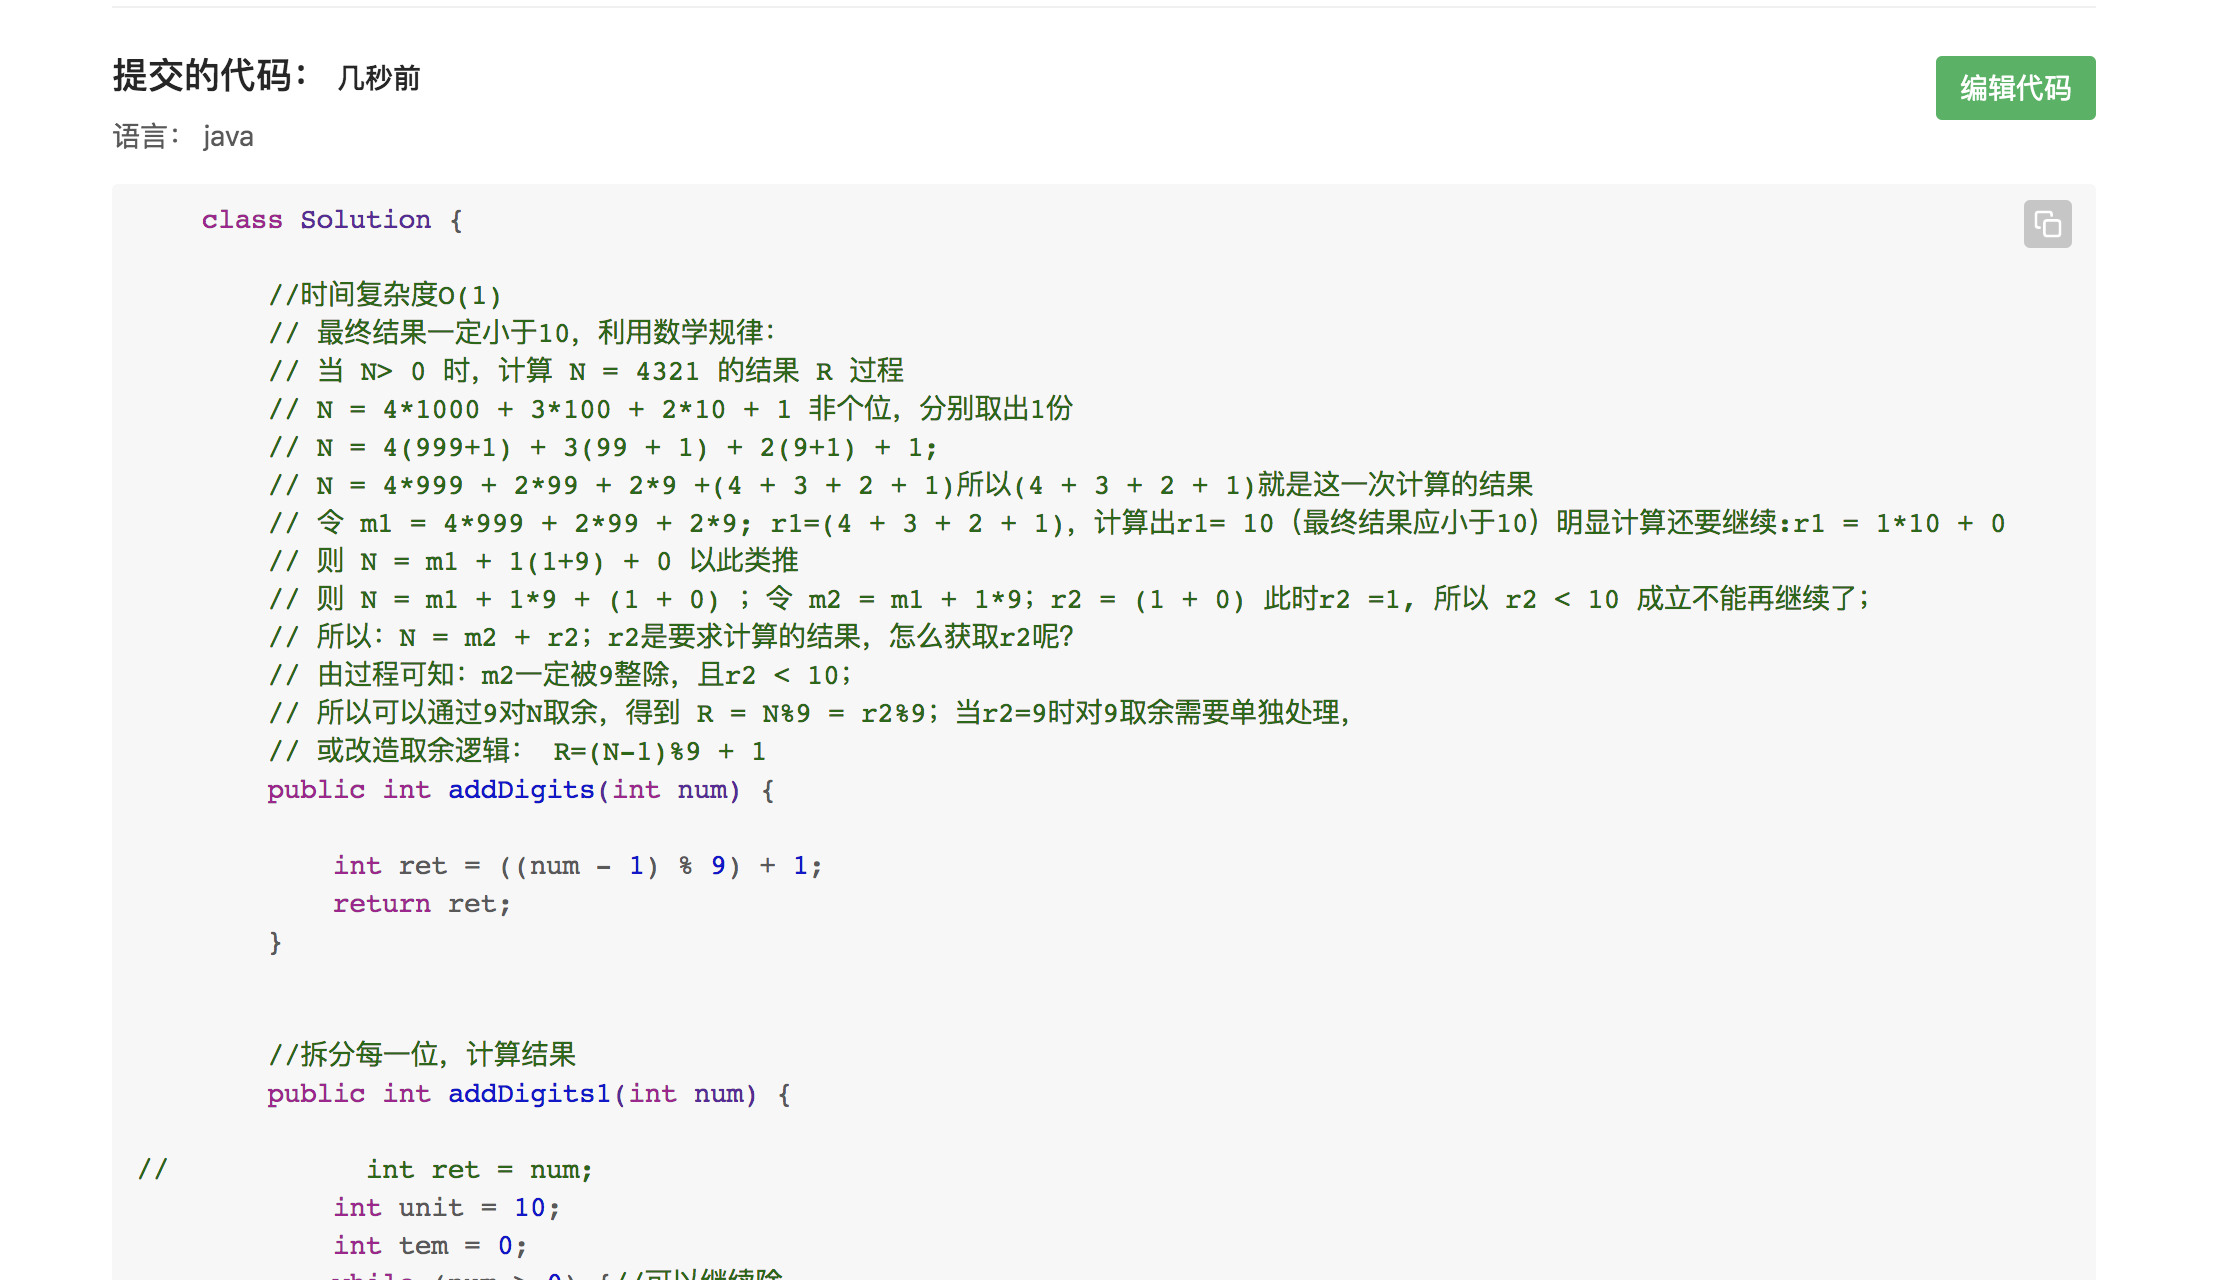 提交的代码： 几秒前
编辑代码
语言： java
class Solution {
//时间复杂度O(1)
// 最终结果一定小于10，利用数学规律：
// 当 N> 0 时，计算 N = 4321 的结果 R 过程
// N = 4*1000 + 3*100 + 2*10 + 1 非个位，分别取出1份
// N = 4(999+1) + 3(99 + 1) + 2(9+1) + 1;
// N = 4*999 + 2*99 + 2*9 +(4 + 3 + 2 + 1)所以(4 + 3 + 2 + 1)就是这一次计算的结果
// 令 m1 = 4*999 + 2*99 + 2*9; r1=(4 + 3 + 2 + 1)，计算出r1= 10（最终结果应小于10）明显计算还要继续:r1 = 1*10 + 0
// 则 N = m1 + 1(1+9) + 0 以此类推
// 则 N = m1 + 1*9 + (1 + 0) ；令 m2 = m1 + 1*9；r2 = (1 + 0) 此时r2 =1, 所以 r2 < 10 成立不能再继续了；
// 所以：N = m2 + r2；r2是要求计算的结果，怎么获取r2呢？
// 由过程可知：m2一定被9整除，且r2 < 10；
// 所以可以通过9对N取余，得到 R = N%9 = r2%9；当r2=9时对9取余需要单独处理，
// 或改造取余逻辑： R=(N-1)%9 + 1
public int addDigits(int num) {
int ret = ((num - 1) % 9) + 1;
return ret;
}
//拆分每一位，计算结果
public int addDigits1(int num) {
// int ret = num;
int unit = 10;
int tem = 0;
while (num > 0) {//可以继续除